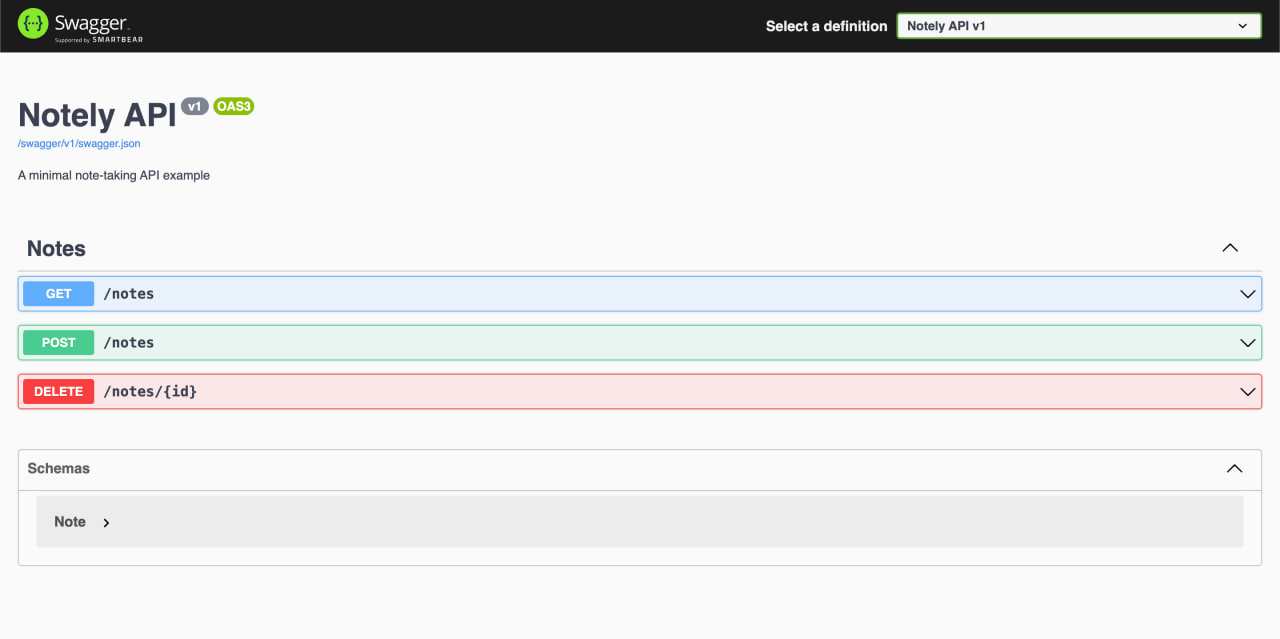 Swagger.
Supported by SMARTBEAR
Select a definition
Notely API v1
Notely API v1 OAS3
/swagger/v1/swagger.json
A minimal note-taking API example
Notes
GET /notes
POST /notes
DELETE /notes/{id}
Schemas
Note